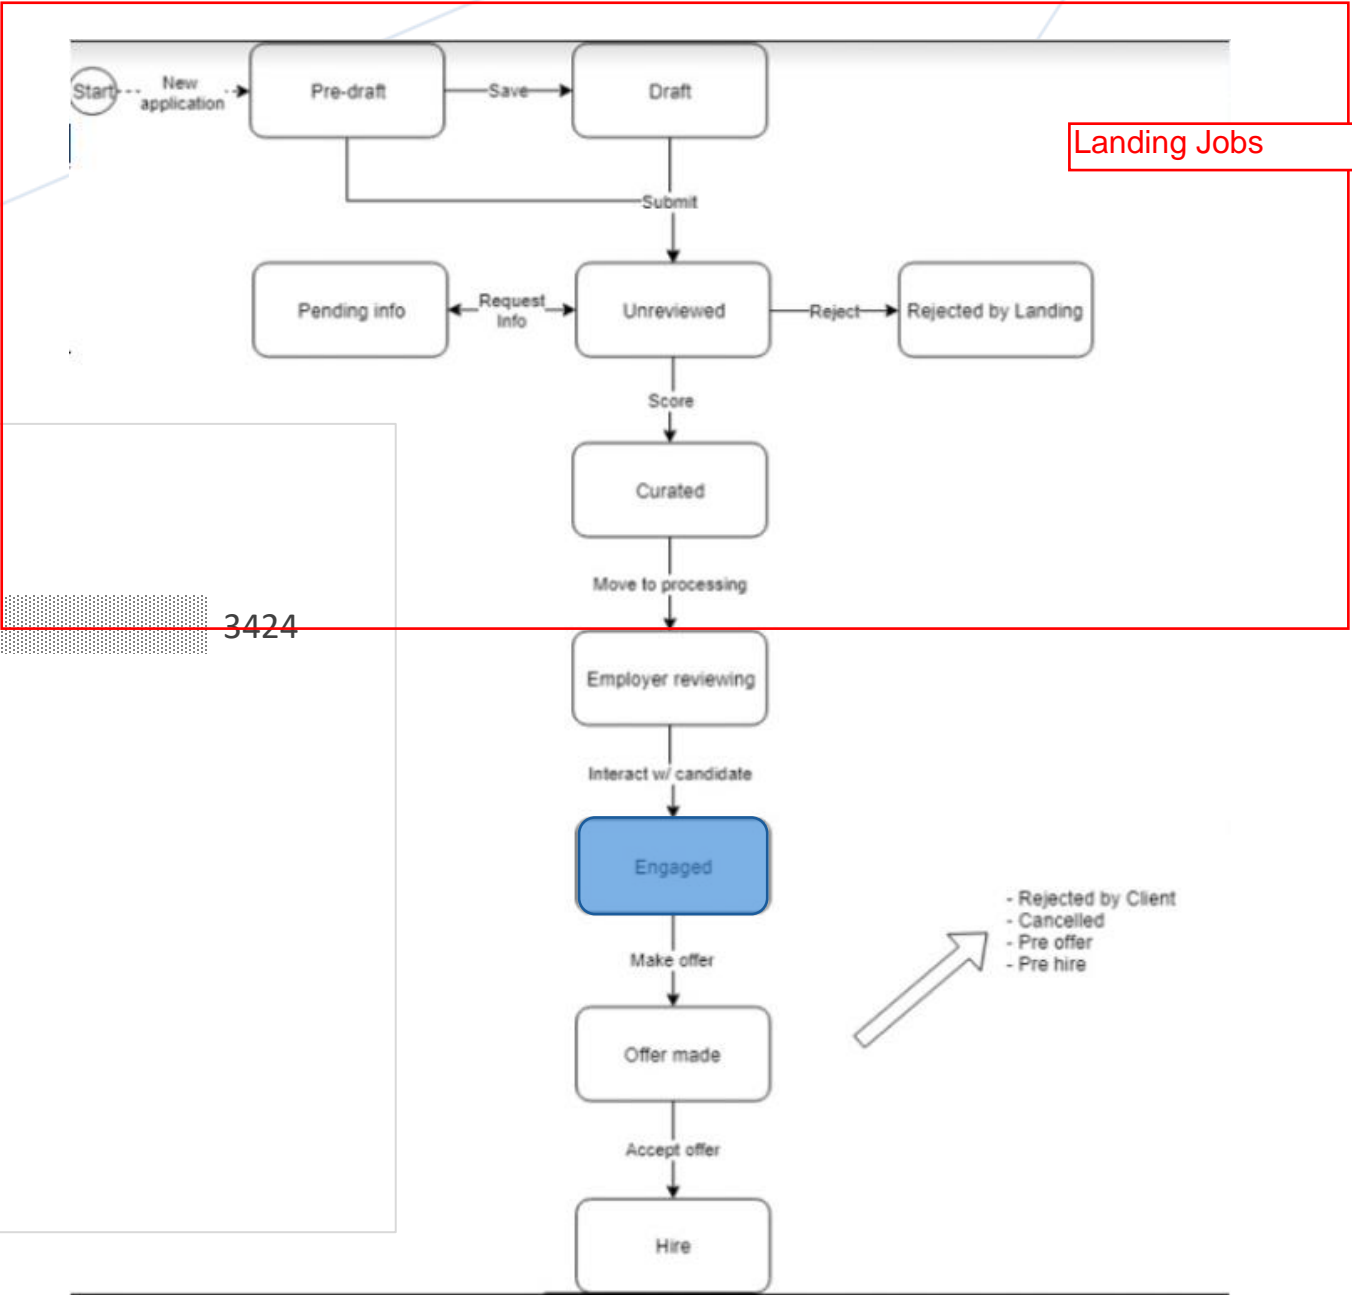 Start
New
application
Pre-draft
Save
Draft
Landing Jobs
Submit
Pending info
Request
Info
Unreviewed
Reject
Rejected by Landing
Score
Curated
Move to processing
3424
Employer reviewing
Interact w/ candidate
Engaged
- Rejected by Client
- Cancelled
- Pre offer
- Pre hire
Make offer
Offer made
Accept offer
Hire